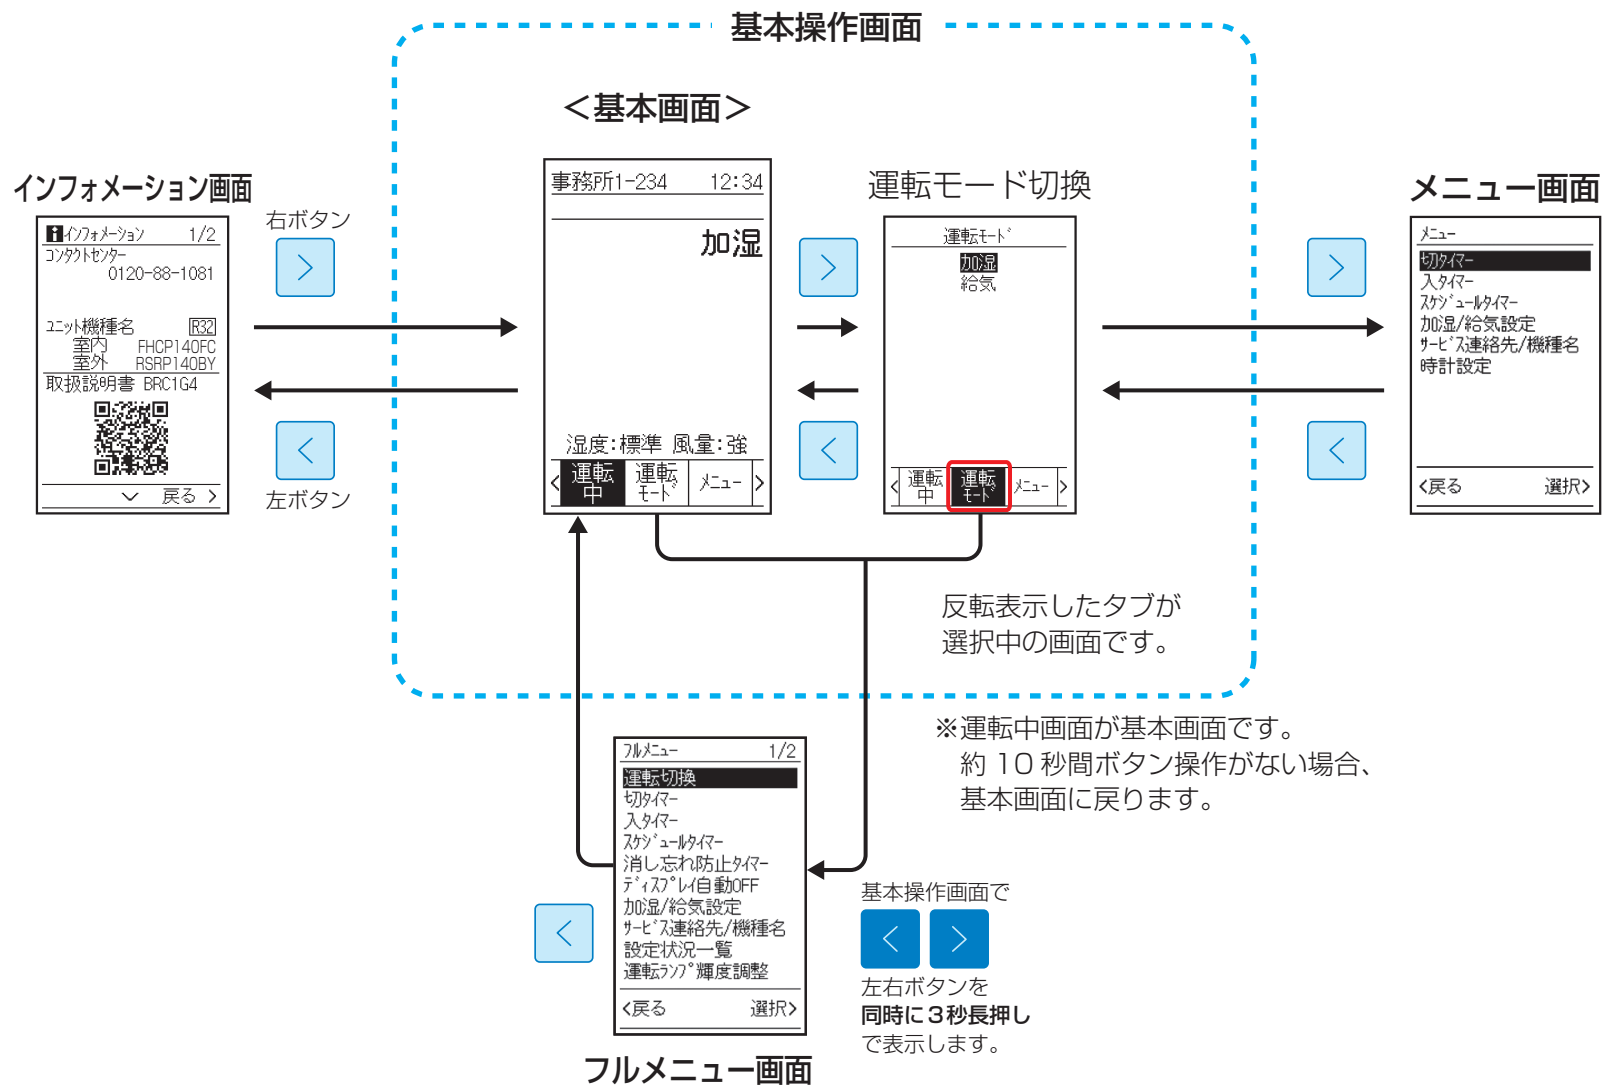 基本操作画面
＜基本画面＞
インフォメーション画面
右ボタン
左ボタン
iインフォメーション 1/2
コンタクトセンター
0120-88-1081
ユニット機種名 R32
室内 FHCP140FC
室外 RSRP140BY
取扱説明書 BRC1G4
戻る >
事務所1-234 12:34
加湿
湿度:標準 風量:強
< 運転中 運転モード メニュー >
運転モード切換
運転モード
加湿
給気
< 運転中 運転モード メニュー >
メニュー画面
メニュー
切タイマー
入タイマー
スケジュールタイマー
加湿/給気設定
サービス連絡先/機種名
時計設定
<戻る 選択>
反転表示したタブが
選択中の画面です。
※運転中画面が基本画面です。
約 10 秒間ボタン操作がない場合、
基本画面に戻ります。
フルメニュー 1/2
運転切換
切タイマー
入タイマー
スケジュールタイマー
消し忘れ防止タイマー
ディスプレイ自動OFF
加湿/給気設定
サービス連絡先/機種名
設定状況一覧
運転ランプ輝度調整
<戻る 選択>
フルメニュー画面
基本操作画面で
左右ボタンを
同時に3秒長押し
で表示します。